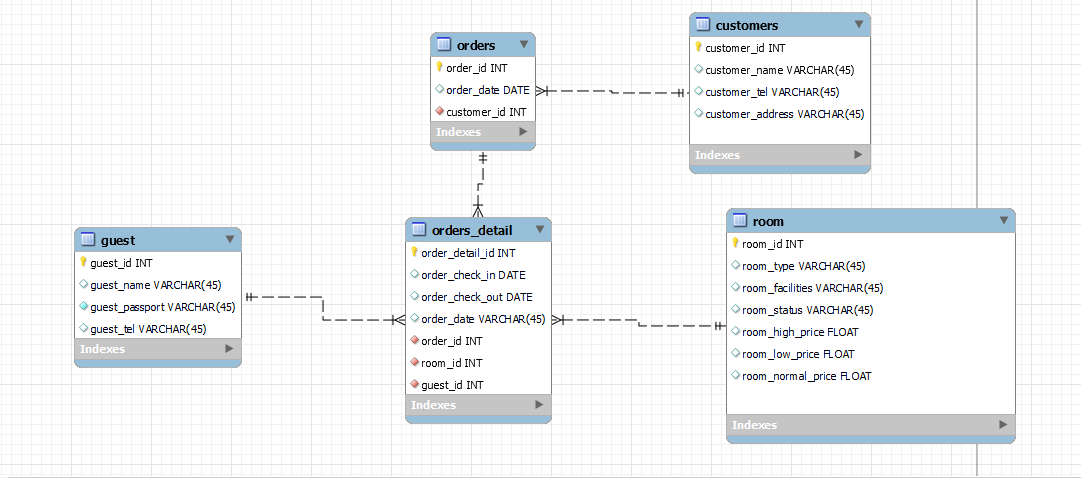 customers
customer_id INT
customer_name VARCHAR(45)
customer_tel VARCHAR(45)
customer_address VARCHAR(45)
Indexes
orders
order_id INT
order_date DATE
customer_id INT
Indexes
guest
guest_id INT
guest_name VARCHAR(45)
guest_passport VARCHAR(45)
guest_tel VARCHAR(45)
Indexes
orders_detail
order_detail_id INT
order_check_in DATE
order_check_out DATE
order_date VARCHAR(45)
order_id INT
room_id INT
guest_id INT
Indexes
room
room_id INT
room_type VARCHAR(45)
room_facilities VARCHAR(45)
room_status VARCHAR(45)
room_high_price FLOAT
room_low_price FLOAT
room_normal_price FLOAT
Indexes